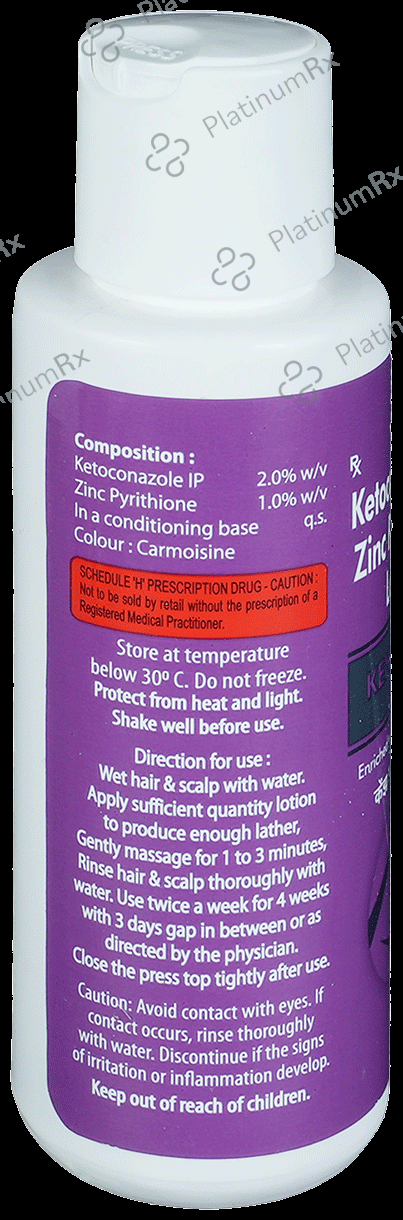 PlatinumRx
PlatinumRx
PlatinumRx
PlatinumRx
Composition :
Ketoconazole IP 2.0% w/v
Zinc Pyrithione 1.0% w/v
In a conditioning base q.s.
Colour : Carmoisine
SCHEDULE 'H' PRESCRIPTION DRUG - CAUTION :
Not to be sold by retail without the prescription of a
Registered Medical Practitioner.
Store at temperature
below 30º C. Do not freeze.
Protect from heat and light.
Shake well before use.
Direction for use :
Wet hair & scalp with water.
Apply sufficient quantity lotion
to produce enough lather,
Gently massage for 1 to 3 minutes,
Rinse hair & scalp thoroughly with
water. Use twice a week for 4 weeks
with 3 days gap in between or as
directed by the physician.
Close the press top tightly after use.
Caution: Avoid contact with eyes. If
contact occurs, rinse thoroughly
with water. Discontinue if the signs
of irritation or inflammation develop.
Keep out of reach of children.
Rx
Zinc
Enriched